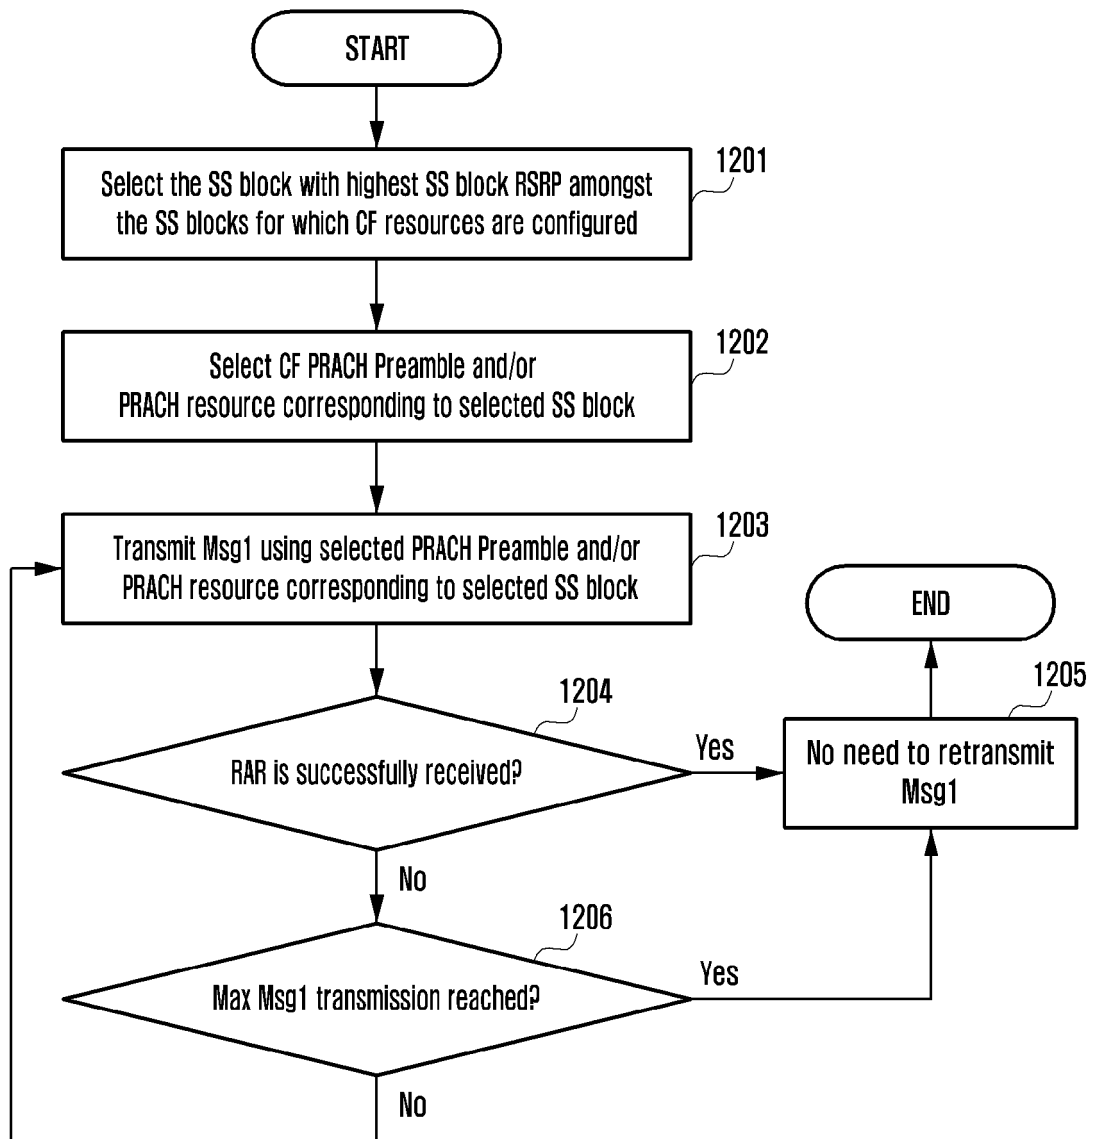 START
1201
Select the SS block with highest SS block RSRP amongst
the SS blocks for which CF resources are configured
1202
Select CF PRACH Preamble and/or
PRACH resource corresponding to selected SS block
1203
Transmit Msg1 using selected PRACH Preamble and/or
PRACH resource corresponding to selected SS block
END
1204
RAR is successfully received?
Yes
1205
No need to retransmit
Msg1
No
1206
Max Msg1 transmission reached?
Yes
No